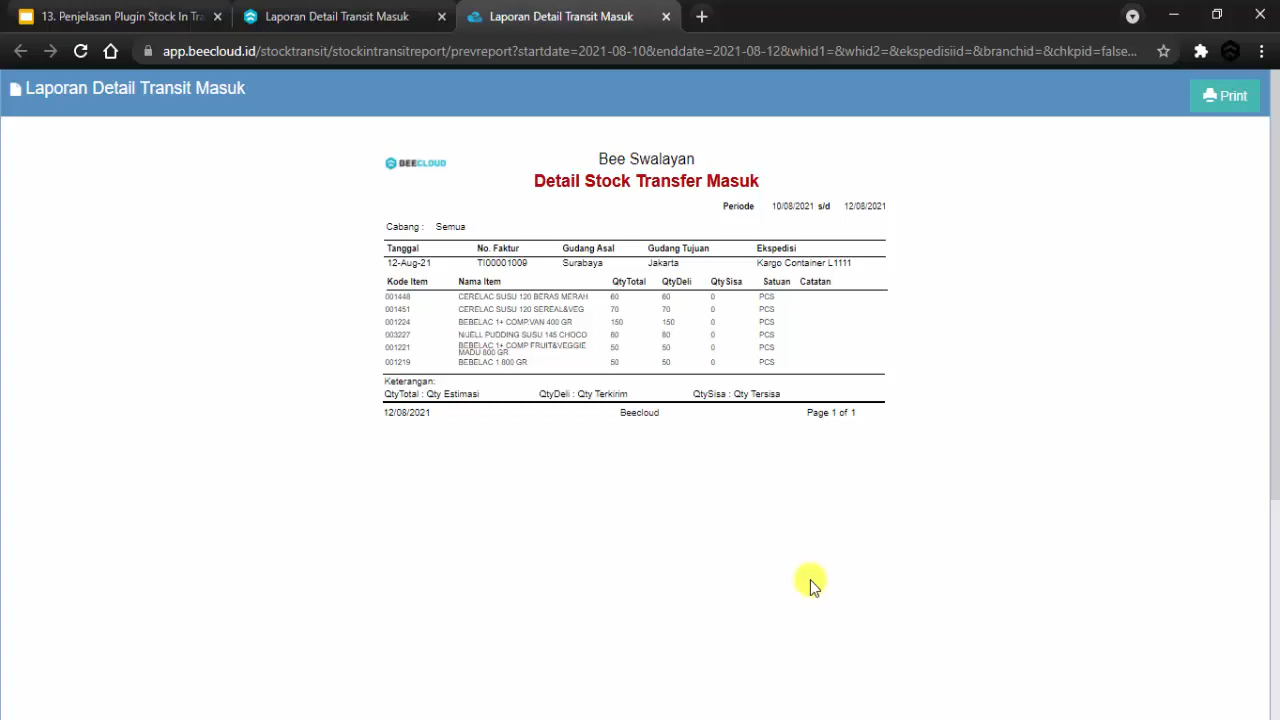 13. Penjelasan Plugin Stock In Tra
Laporan Detail Transit Masuk
Laporan Detail Transit Masuk
app.beecloud.id/stocktransit/stockintransitreport/prevreport?startdate=2021-08-10&enddate=2021-08-12&whid1=&whid2=&ekspedisiid=&branchid=&chkpid=false...
Laporan Detail Transit Masuk
Print
BEECLOUD
Bee Swalayan
Detail Stock Transfer Masuk
Periode 10/08/2021 s/d 12/08/2021
Cabang : Semua
Tanggal No. Faktur Gudang Asal Gudang Tujuan Ekspedisi
12-Aug-21 TI00001009 Surabaya Jakarta Kargo Container L1111
Kode Item Nama Item QtyTotal QtyDeli QtySisa Satuan Catatan
001448 CERELAC SUSU 120 BERAS MERAH 60 60 0 PCS
001451 CERELAC SUSU 120 SEREAL&VEG 70 70 0 PCS
001224 BEBELAC 1+ COMP.VAN 400 GR 150 150 0 PCS
003227 PUDDING SUSU 145 CHOCO 80 80 0 PCS
001221 BEBELAC 1+ COMP FRUIT&VEGGIE 50 50 0 PCS
MADU 800 GR
001219 BEBELAC 1 800 GR 50 50 0 PCS
Keterangan:
QtyTotal : Qty Estimasi QtyDeli : Qty Terkirim QtySisa : Qty Tersisa
12/08/2021 Beecloud Page 1 of 1